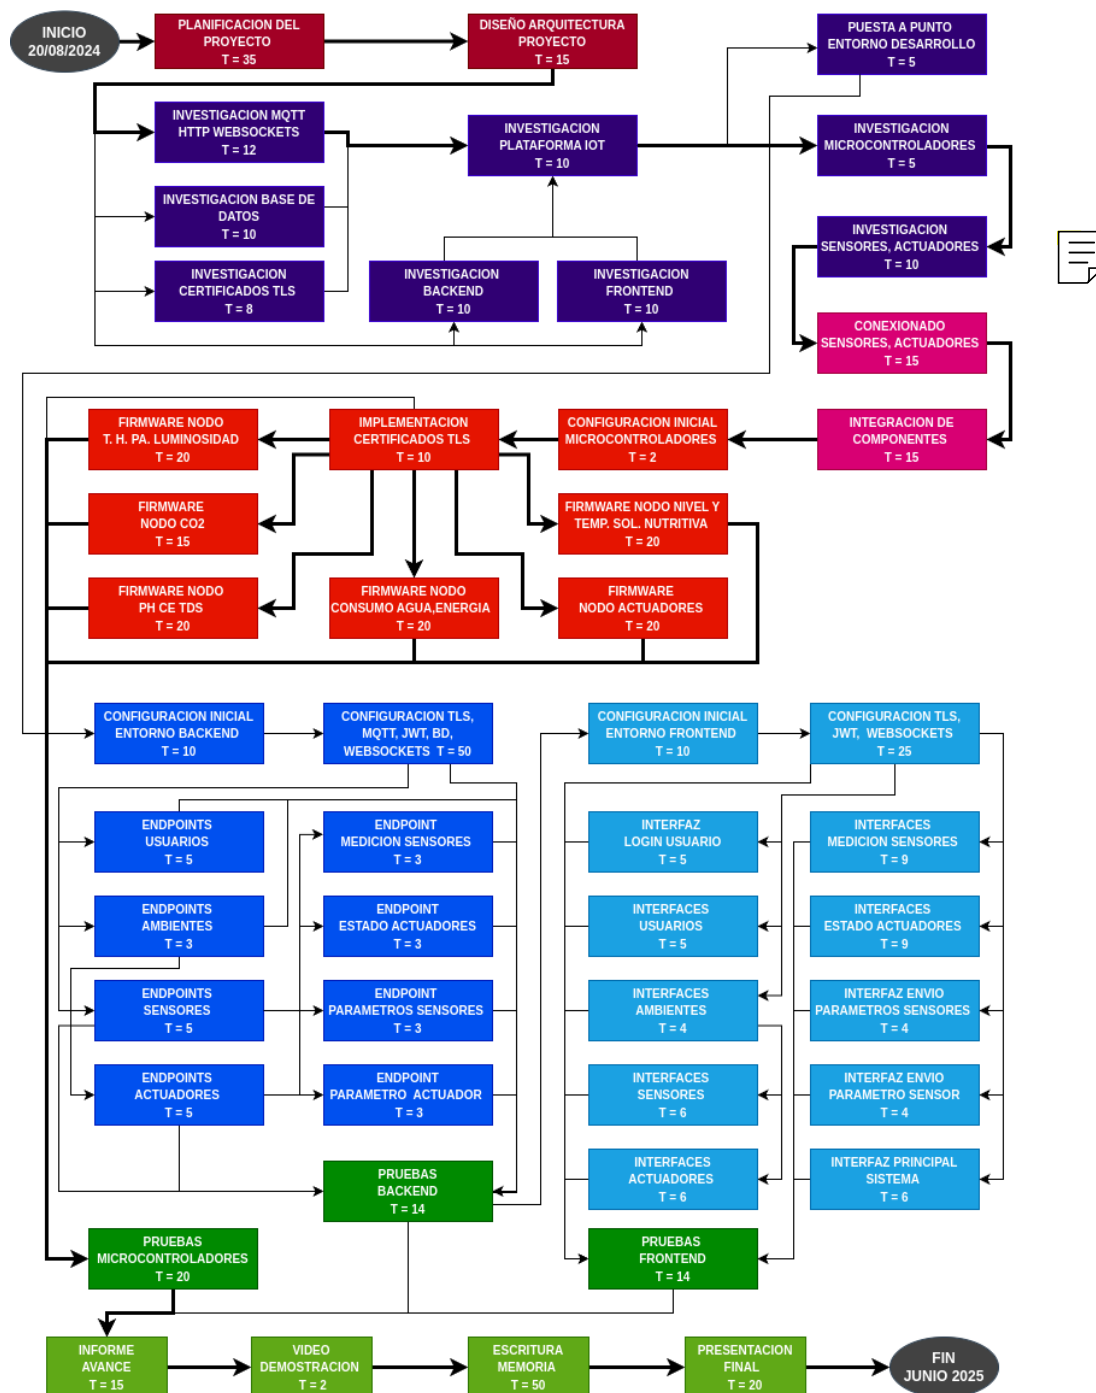 INICIO
20/08/2024
PLANIFICACION DEL
PROYECTO
T = 35
DISEÑO ARQUITECTURA
PROYECTO
T = 15
PUESTA A PUNTO
ENTORNO DESARROLLO
T = 5
INVESTIGACION MQTT
HTTP WEBSOCKETS
T = 12
INVESTIGACION
PLATAFORMA IOT
T = 10
INVESTIGACION
MICROCONTROLADORES
T = 5
INVESTIGACION BASE DE
DATOS
T = 10
INVESTIGACION
SENSORES, ACTUADORES
T = 10
INVESTIGACION
CERTIFICADOS TLS
T = 8
INVESTIGACION
BACKEND
T = 10
INVESTIGACION
FRONTEND
T = 10
CONEXIONADO
SENSORES, ACTUADORES
T = 15
FIRMWARE NODO
T. H. PA. LUMINOSIDAD
T = 20
IMPLEMENTACION
CERTIFICADOS TLS
T = 10
CONFIGURACION INICIAL
MICROCONTROLADORES
T = 2
INTEGRACION DE
COMPONENTES
T = 15
FIRMWARE
NODO CO2
T = 15
FIRMWARE NODO NIVEL Y
TEMP. SOL. NUTRITIVA
T = 20
FIRMWARE NODO
PH CE TDS
T = 20
FIRMWARE NODO
CONSUMO AGUA,ENERGIA
T = 20
FIRMWARE
NODO ACTUADORES
T = 20
CONFIGURACION INICIAL
ENTORNO BACKEND
T = 10
CONFIGURACION TLS,
MQTT, JWT, BD,
WEBSOCKETS T = 50
CONFIGURACION INICIAL
ENTORNO FRONTEND
T = 10
CONFIGURACION TLS,
JWT, WEBSOCKETS
T = 25
ENDPOINTS
USUARIOS
T = 5
ENDPOINT
MEDICION SENSORES
T = 3
INTERFAZ
LOGIN USUARIO
T = 5
INTERFACES
MEDICION SENSORES
T = 9
ENDPOINTS
AMBIENTES
T = 3
ENDPOINT
ESTADO ACTUADORES
T = 3
INTERFACES
USUARIOS
T = 5
INTERFACES
ESTADO ACTUADORES
T = 9
ENDPOINTS
SENSORES
T = 5
ENDPOINT
PARAMETROS SENSORES
T = 3
INTERFACES
AMBIENTES
T = 4
INTERFAZ ENVIO
PARAMETROS SENSORES
T = 4
ENDPOINTS
ACTUADORES
T = 5
ENDPOINT
PARAMETRO ACTUADOR
T = 3
INTERFACES
SENSORES
T = 6
INTERFAZ ENVIO
PARAMETRO SENSOR
T = 4
PRUEBAS
BACKEND
T = 14
INTERFACES
ACTUADORES
T = 6
INTERFAZ PRINCIPAL
SISTEMA
T = 6
PRUEBAS
MICROCONTROLADORES
T = 20
PRUEBAS
FRONTEND
T = 14
INFORME
AVANCE
T = 15
VIDEO
DEMOSTRACION
T = 2
ESCRITURA
MEMORIA
T = 50
PRESENTACION
FINAL
T = 20
FIN
JUNIO 2025